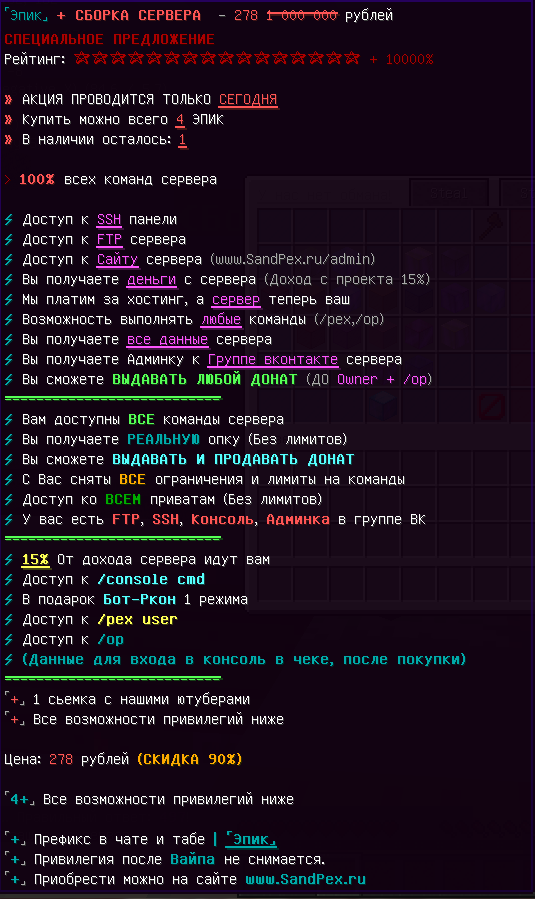 「Эпик」 + СБОРКА СЕРВЕРА - 278 1 000 000 рублей
СПЕЦИАЛЬНОЕ ПРЕДЛОЖЕНИЕ
Рейтинг: ☆☆☆☆☆☆☆☆☆☆☆☆☆☆☆☆ + 10000%
» АКЦИЯ ПРОВОДИТСЯ ТОЛЬКО СЕГОДНЯ
» Купить можно всего 4 ЭПИК
» В наличии осталось: 1
> 100% всех команд сервера
⚡ Доступ к SSH панели
⚡ Доступ к FTP сервера
⚡ Доступ к Сайту сервера (www.SandPex.ru/admin)
⚡ Вы получаете деньги с сервера (Доход с проекта 15%)
⚡ Мы платим за хостинг, а сервер теперь ваш
⚡ Возможность выполнять любые команды (/pex,/op)
⚡ Вы получаете все данные сервера
⚡ Вы получаете Админку к Группе вконтакте сервера
⚡ Вы сможете ВЫДАВАТЬ ЛЮБОЙ ДОНАТ (ДО Owner + /op)
===========================
⚡ Вам доступны ВСЕ команды сервера
⚡ Вы получаете РЕАЛЬНУЮ опку (Без лимитов)
⚡ Вы сможете ВЫДАВАТЬ И ПРОДАВАТЬ ДОНАТ
⚡ С Вас сняты ВСЕ ограничения и лимиты на команды
⚡ Доступ ко ВСЕМ приватам (Без лимитов)
⚡ У вас есть FTP, SSH, Консоль, Админка в группе ВК
===========================
⚡ 15% От дохода сервера идут вам
⚡ Доступ к /console cmd
⚡ В подарок Бот-Ркон 1 режима
⚡ Доступ к /pex user
⚡ Доступ к /op
⚡ (Данные для входа в консоль в чеке, после покупки)
===========================
「+」 1 сьемка с нашими ютуберами
「+」 Все возможности привилегий ниже
Цена: 278 рублей (СКИДКА 90%)
「4+」 Все возможности привилегий ниже
「+」 Префикс в чате и табе | 「Эпик」
「+」 Привилегия после Вайпа не снимается.
「+」 Приобрести можно на сайте www.SandPex.ru